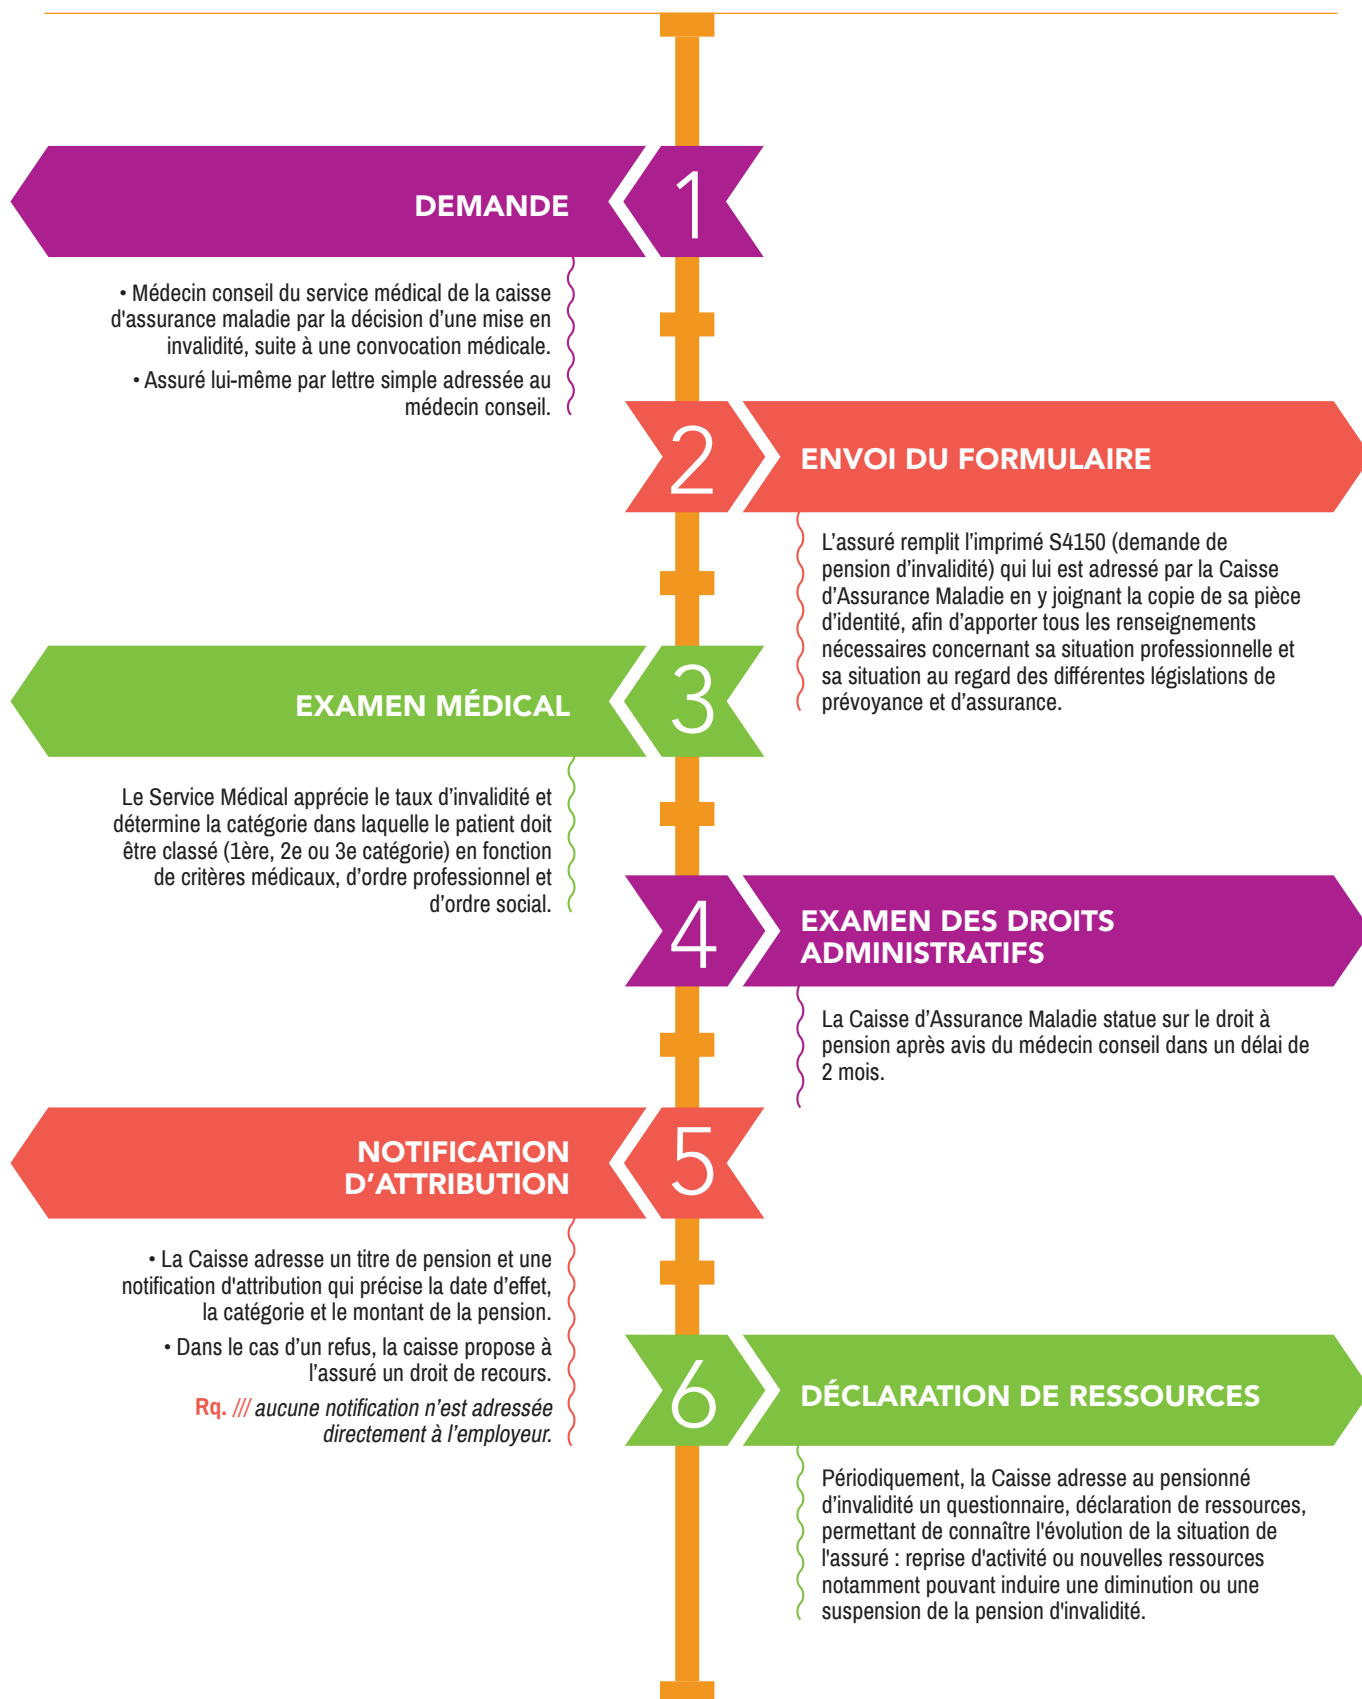 1
DEMANDE
• Médecin conseil du service médical de la caisse
d'assurance maladie par la décision d’une mise en
invalidité, suite à une convocation médicale.
• Assuré lui-même par lettre simple adressée au
médecin conseil.
2
ENVOI DU FORMULAIRE
L’assuré remplit l’imprimé S4150 (demande de
pension d’invalidité) qui lui est adressé par la Caisse
d’Assurance Maladie en y joignant la copie de sa pièce
d’identité, afin d’apporter tous les renseignements
nécessaires concernant sa situation professionnelle et
sa situation au regard des différentes législations de
prévoyance et d’assurance.
3
EXAMEN MÉDICAL
Le Service Médical apprécie le taux d’invalidité et
détermine la catégorie dans laquelle le patient doit
être classé (1ère, 2e ou 3e catégorie) en fonction
de critères médicaux, d’ordre professionnel et
d’ordre social.
4
EXAMEN DES DROITS
ADMINISTRATIFS
La Caisse d’Assurance Maladie statue sur le droit à
pension après avis du médecin conseil dans un délai de
2 mois.
5
NOTIFICATION
D’ATTRIBUTION
• La Caisse adresse un titre de pension et une
notification d'attribution qui précise la date d’effet,
la catégorie et le montant de la pension.
• Dans le cas d’un refus, la caisse propose à
l’assuré un droit de recours.
Rq. /// aucune notification n’est adressée
directement à l’employeur.
6
DÉCLARATION DE RESSOURCES
Périodiquement, la Caisse adresse au pensionné
d’invalidité un questionnaire, déclaration de ressources,
permettant de connaître l'évolution de la situation de
l'assuré : reprise d'activité ou nouvelles ressources
notamment pouvant induire une diminution ou une
suspension de la pension d'invalidité.